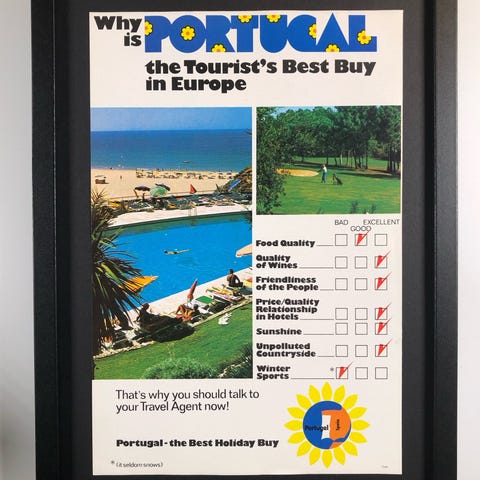 Why
is PORTUGAL
the Tourist's Best Buy
in Europe
BAD EXCELLENT
GOOD
Food Quality
Quality
of Wines
Friendliness
of the People
Price/Quality
Relationship
in Hotels
Sunshine
Unpolluted
Countryside
Winter
Sports *
That's why you should talk to
your Travel Agent now!
Portugal
Spain
Portugal-the Best Holiday Buy
* (it seldom snows)